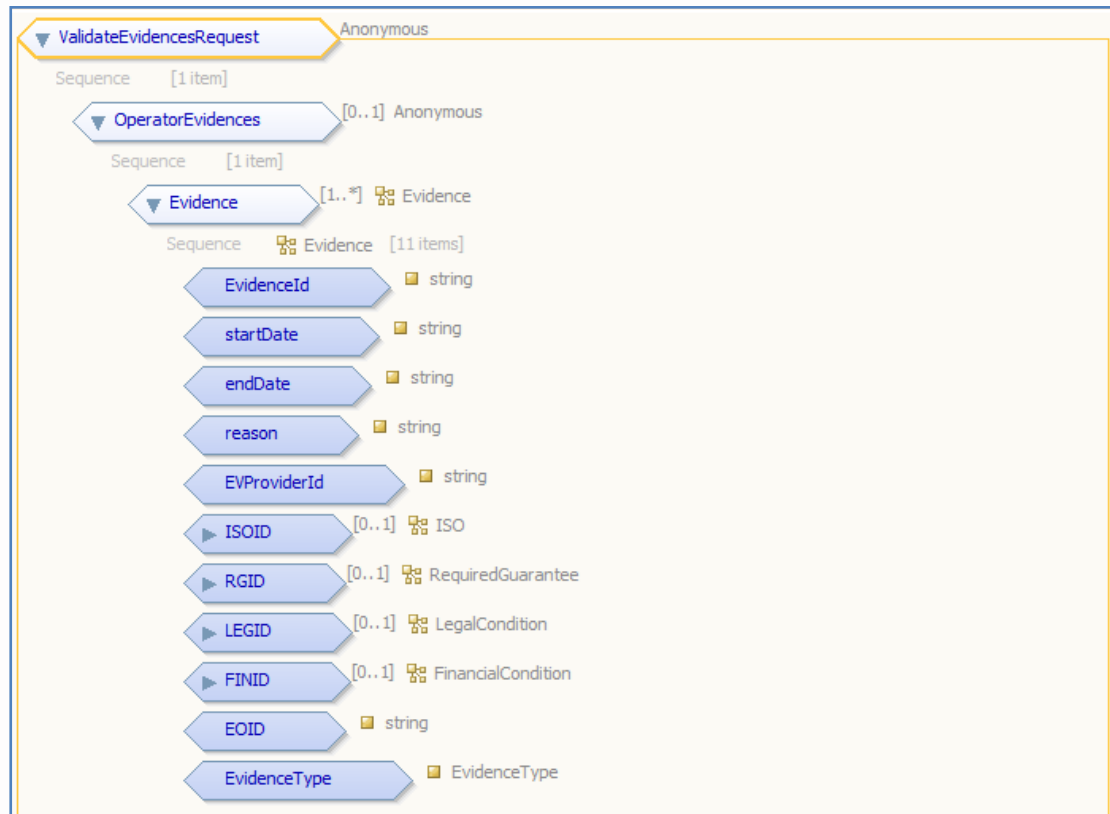 ValidateEvidencesRequest Anonymous
Sequence [1 item]
OperatorEvidences [0..1] Anonymous
Sequence [1 item]
Evidence [1..*] Evidence
Sequence Evidence [11 items]
EvidenceId string
startDate string
endDate string
reason string
EVProviderId string
ISOID [0..1] ISO
RGID [0..1] RequiredGuarantee
LEGID [0..1] LegalCondition
FINID [0..1] FinancialCondition
EOID string
EvidenceType EvidenceType